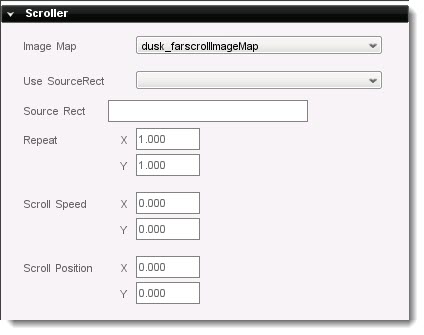 Scroller
Image Map dusk_farscrollImageMap
Use SourceRect
Source Rect
Repeat X 1.000
Y 1.000
Scroll Speed X 0.000
Y 0.000
Scroll Position X 0.000
Y 0.000